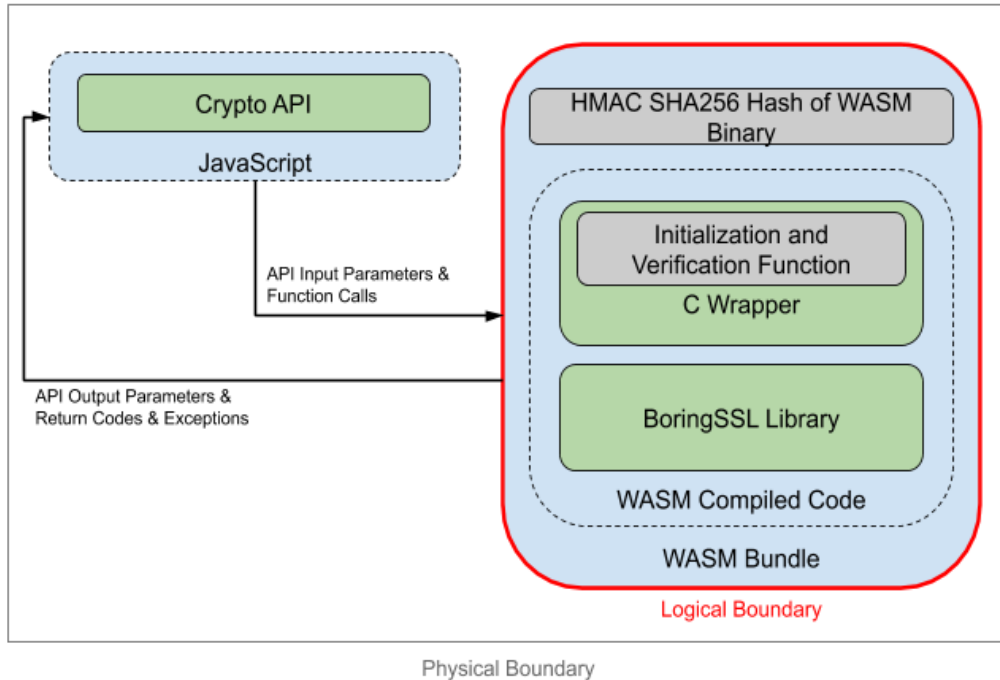 Crypto API
JavaScript
API Input Parameters &
Function Calls
API Output Parameters &
Return Codes & Exceptions
HMAC SHA256 Hash of WASM
Binary
Initialization and
Verification Function
C Wrapper
BoringSSL Library
WASM Compiled Code
WASM Bundle
Logical Boundary
Physical Boundary